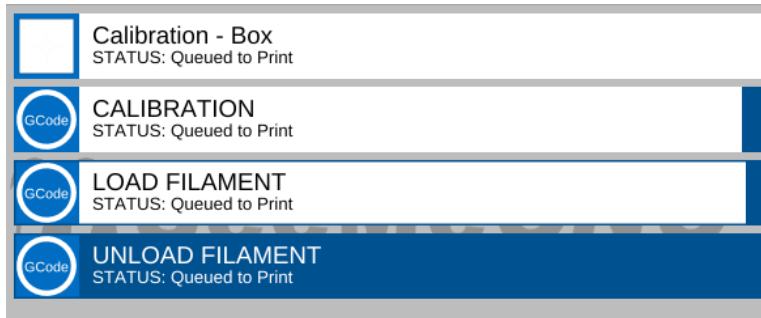 Calibration - Box
STATUS: Queued to Print
GCode
CALIBRATION
STATUS: Queued to Print
GCode
LOAD FILAMENT
STATUS: Queued to Print
GCode
UNLOAD FILAMENT
STATUS: Queued to Print